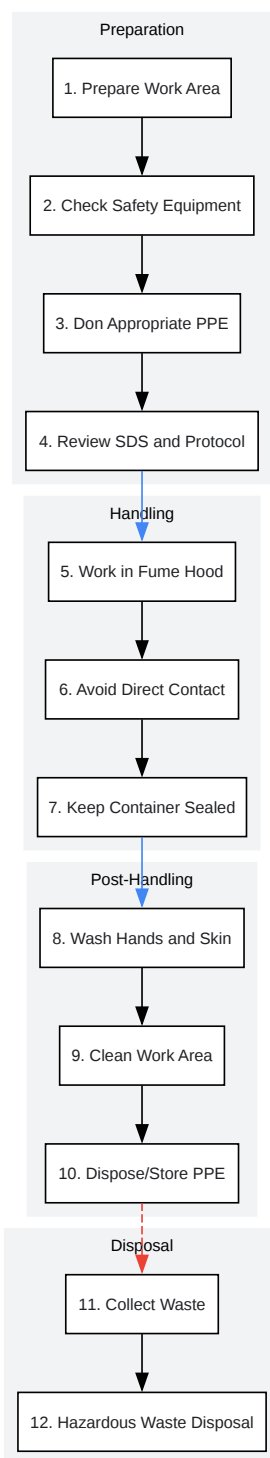 Preparation
1. Prepare Work Area
2. Check Safety Equipment
3. Don Appropriate PPE
4. Review SDS and Protocol
Handling
5. Work in Fume Hood
6. Avoid Direct Contact
7. Keep Container Sealed
Post-Handling
8. Wash Hands and Skin
9. Clean Work Area
10. Dispose/Store PPE
Disposal
11. Collect Waste
12. Hazardous Waste Disposal